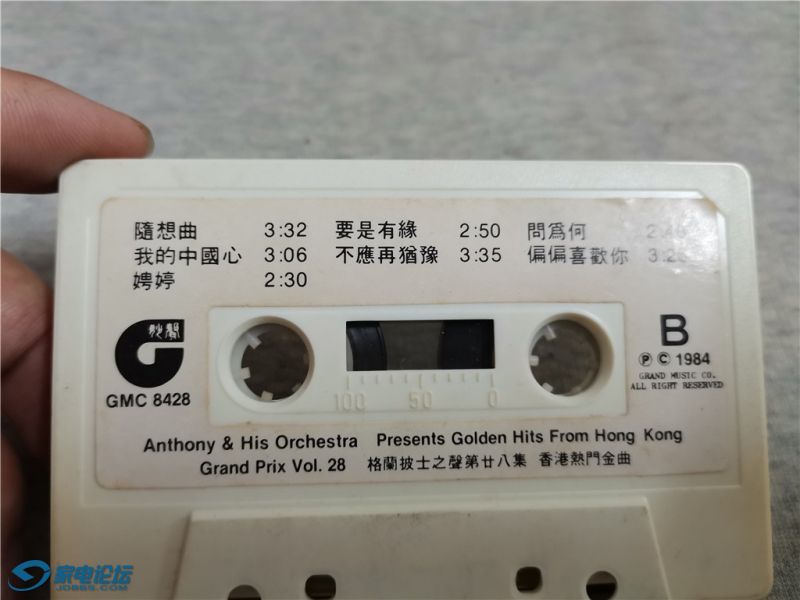 隨想曲 3:32 要是有緣 2:50 問爲何
我的中國心 3:06 不應再猶豫 3:35 偏偏喜歡你
娉婷 2:30
B
℗ © 1984
GRAND MUSIC CO.
ALL RIGHT RESERVED
GMC 8428
100 50 0
Anthony & His Orchestra Presents Golden Hits From Hong Kong
Grand Prix Vol. 28 格蘭披士之聲第廿八集 香港熱門金曲
家电论坛
JDBBS.COM